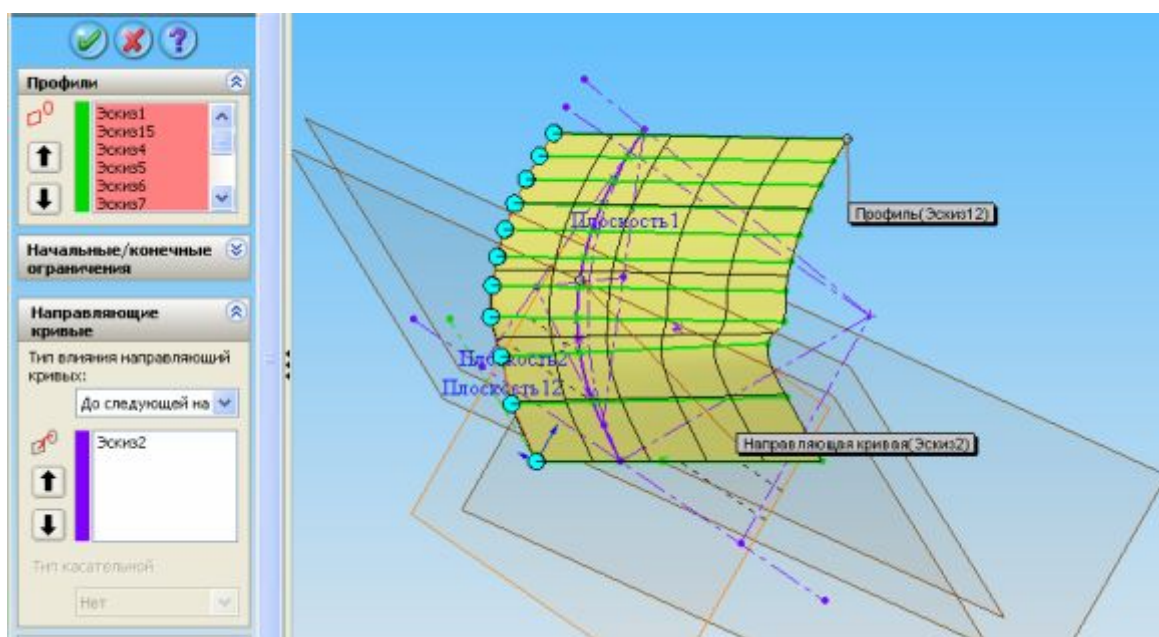 Профили
Эскиз1
Эскиз15
Эскиз4
Эскиз5
Эскиз6
Эскиз7
Начальные/конечные
ограничения
Направляющие
кривые
Тип влияния направляющий
кривых:
До следующей на
Эскиз2
Тип касательной
Нет
Плоскость1
Профиль(Эскиз12)
Плоскость2
Плоскость12
Направляющая кривая(Эскиз2)